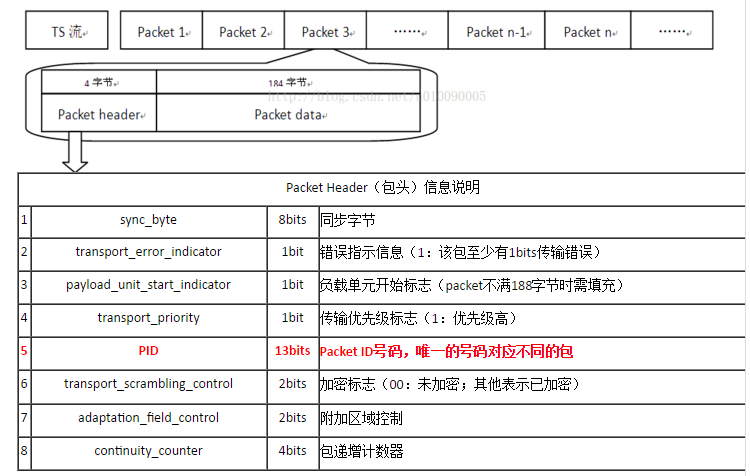 TS 流 Packet 1 Packet 2 Packet 3 …… Packet n-1 Packet n ……
4 字节 184 字节
http://blog.csdn.net/u010090005
Packet header Packet data
Packet Header（包头）信息说明
1 sync_byte 8bits 同步字节
2 transport_error_indicator 1bit 错误指示信息（1：该包至少有1bits传输错误）
3 payload_unit_start_indicator 1bit 负载单元开始标志（packet不满188字节时需填充）
4 transport_priority 1bit 传输优先级标志（1：优先级高）
5 PID 13bits Packet ID号码，唯一的号码对应不同的包
6 transport_scrambling_control 2bits 加密标志（00：未加密；其他表示已加密）
7 adaptation_field_control 2bits 附加区域控制
8 continuity_counter 4bits 包递增计数器